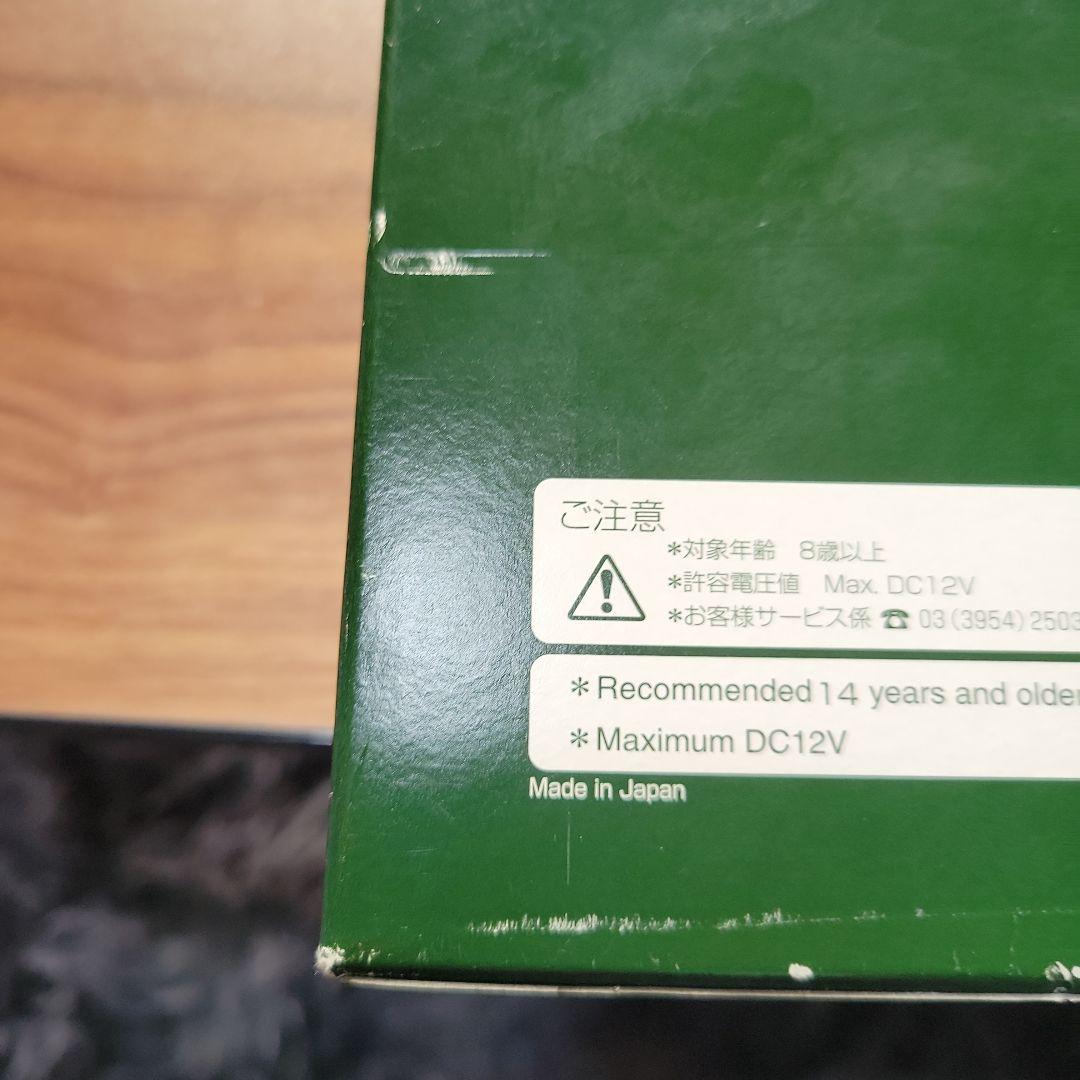 ご注意
*対象年齢 8歳以上
*許容電圧値 Max. DC12V
*お客様サービス係 ☎ 03(3954)2503
*Recommended 14 years and older
*Maximum DC12V
Made in Japan